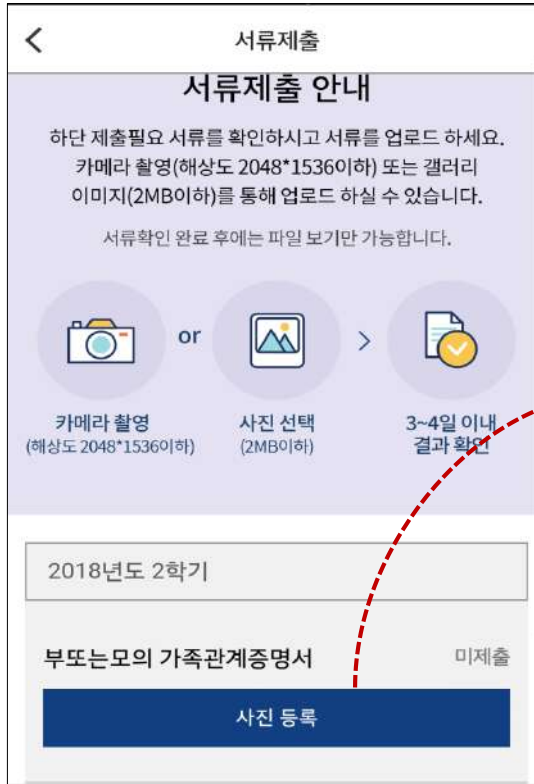 서류제출
서류제출 안내
하단 제출필요 서류를 확인하시고 서류를 업로드 하세요.
카메라 촬영(해상도 2048*1536이하) 또는 갤러리
이미지(2MB이하)를 통해 업로드 하실 수 있습니다.
서류확인 완료 후에는 파일 보기만 가능합니다.
or
카메라 촬영
(해상도 2048*1536이하)
사진 선택
(2MB이하)
3~4일 이내
결과 확인
2018년도 2학기
부또는모의 가족관계증명서 미제출
사진 등록